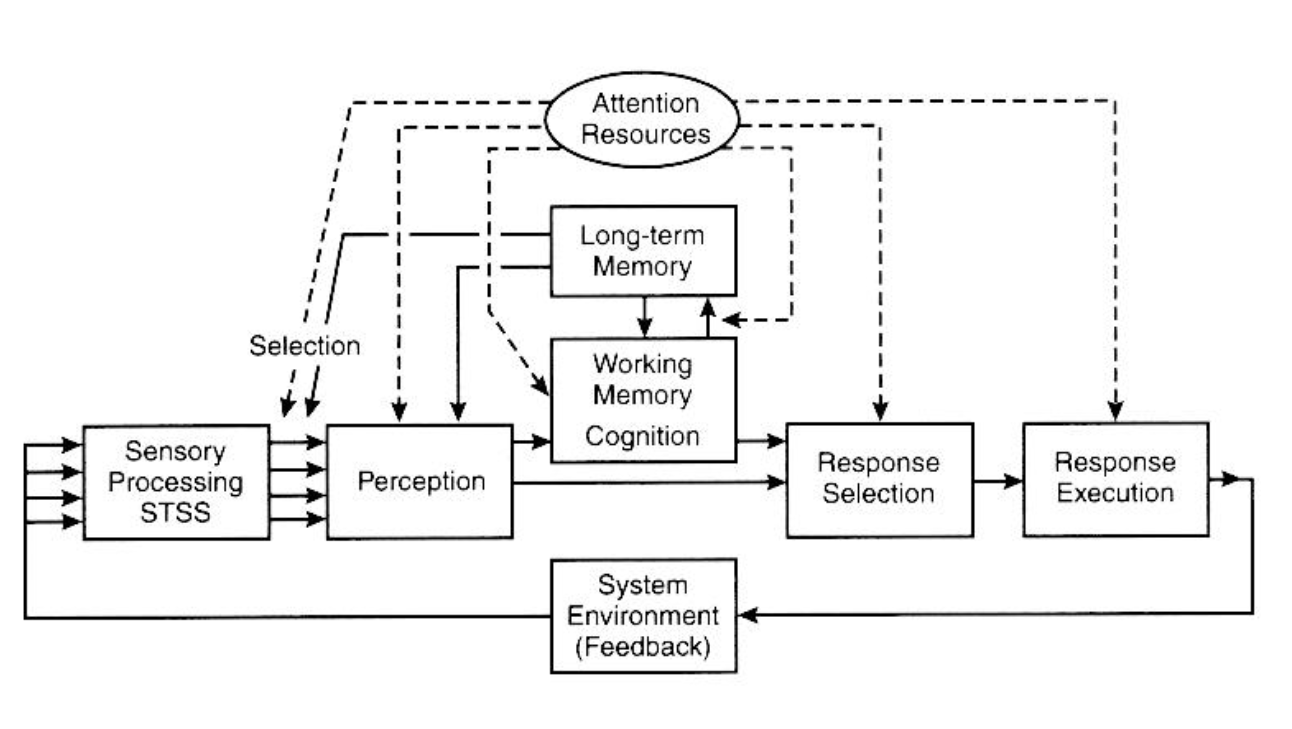 Attention
Resources
Long-term
Memory
Selection
Working
Memory
Cognition
Sensory
Processing
STSS
Perception
Response
Selection
Response
Execution
System
Environment
(Feedback)